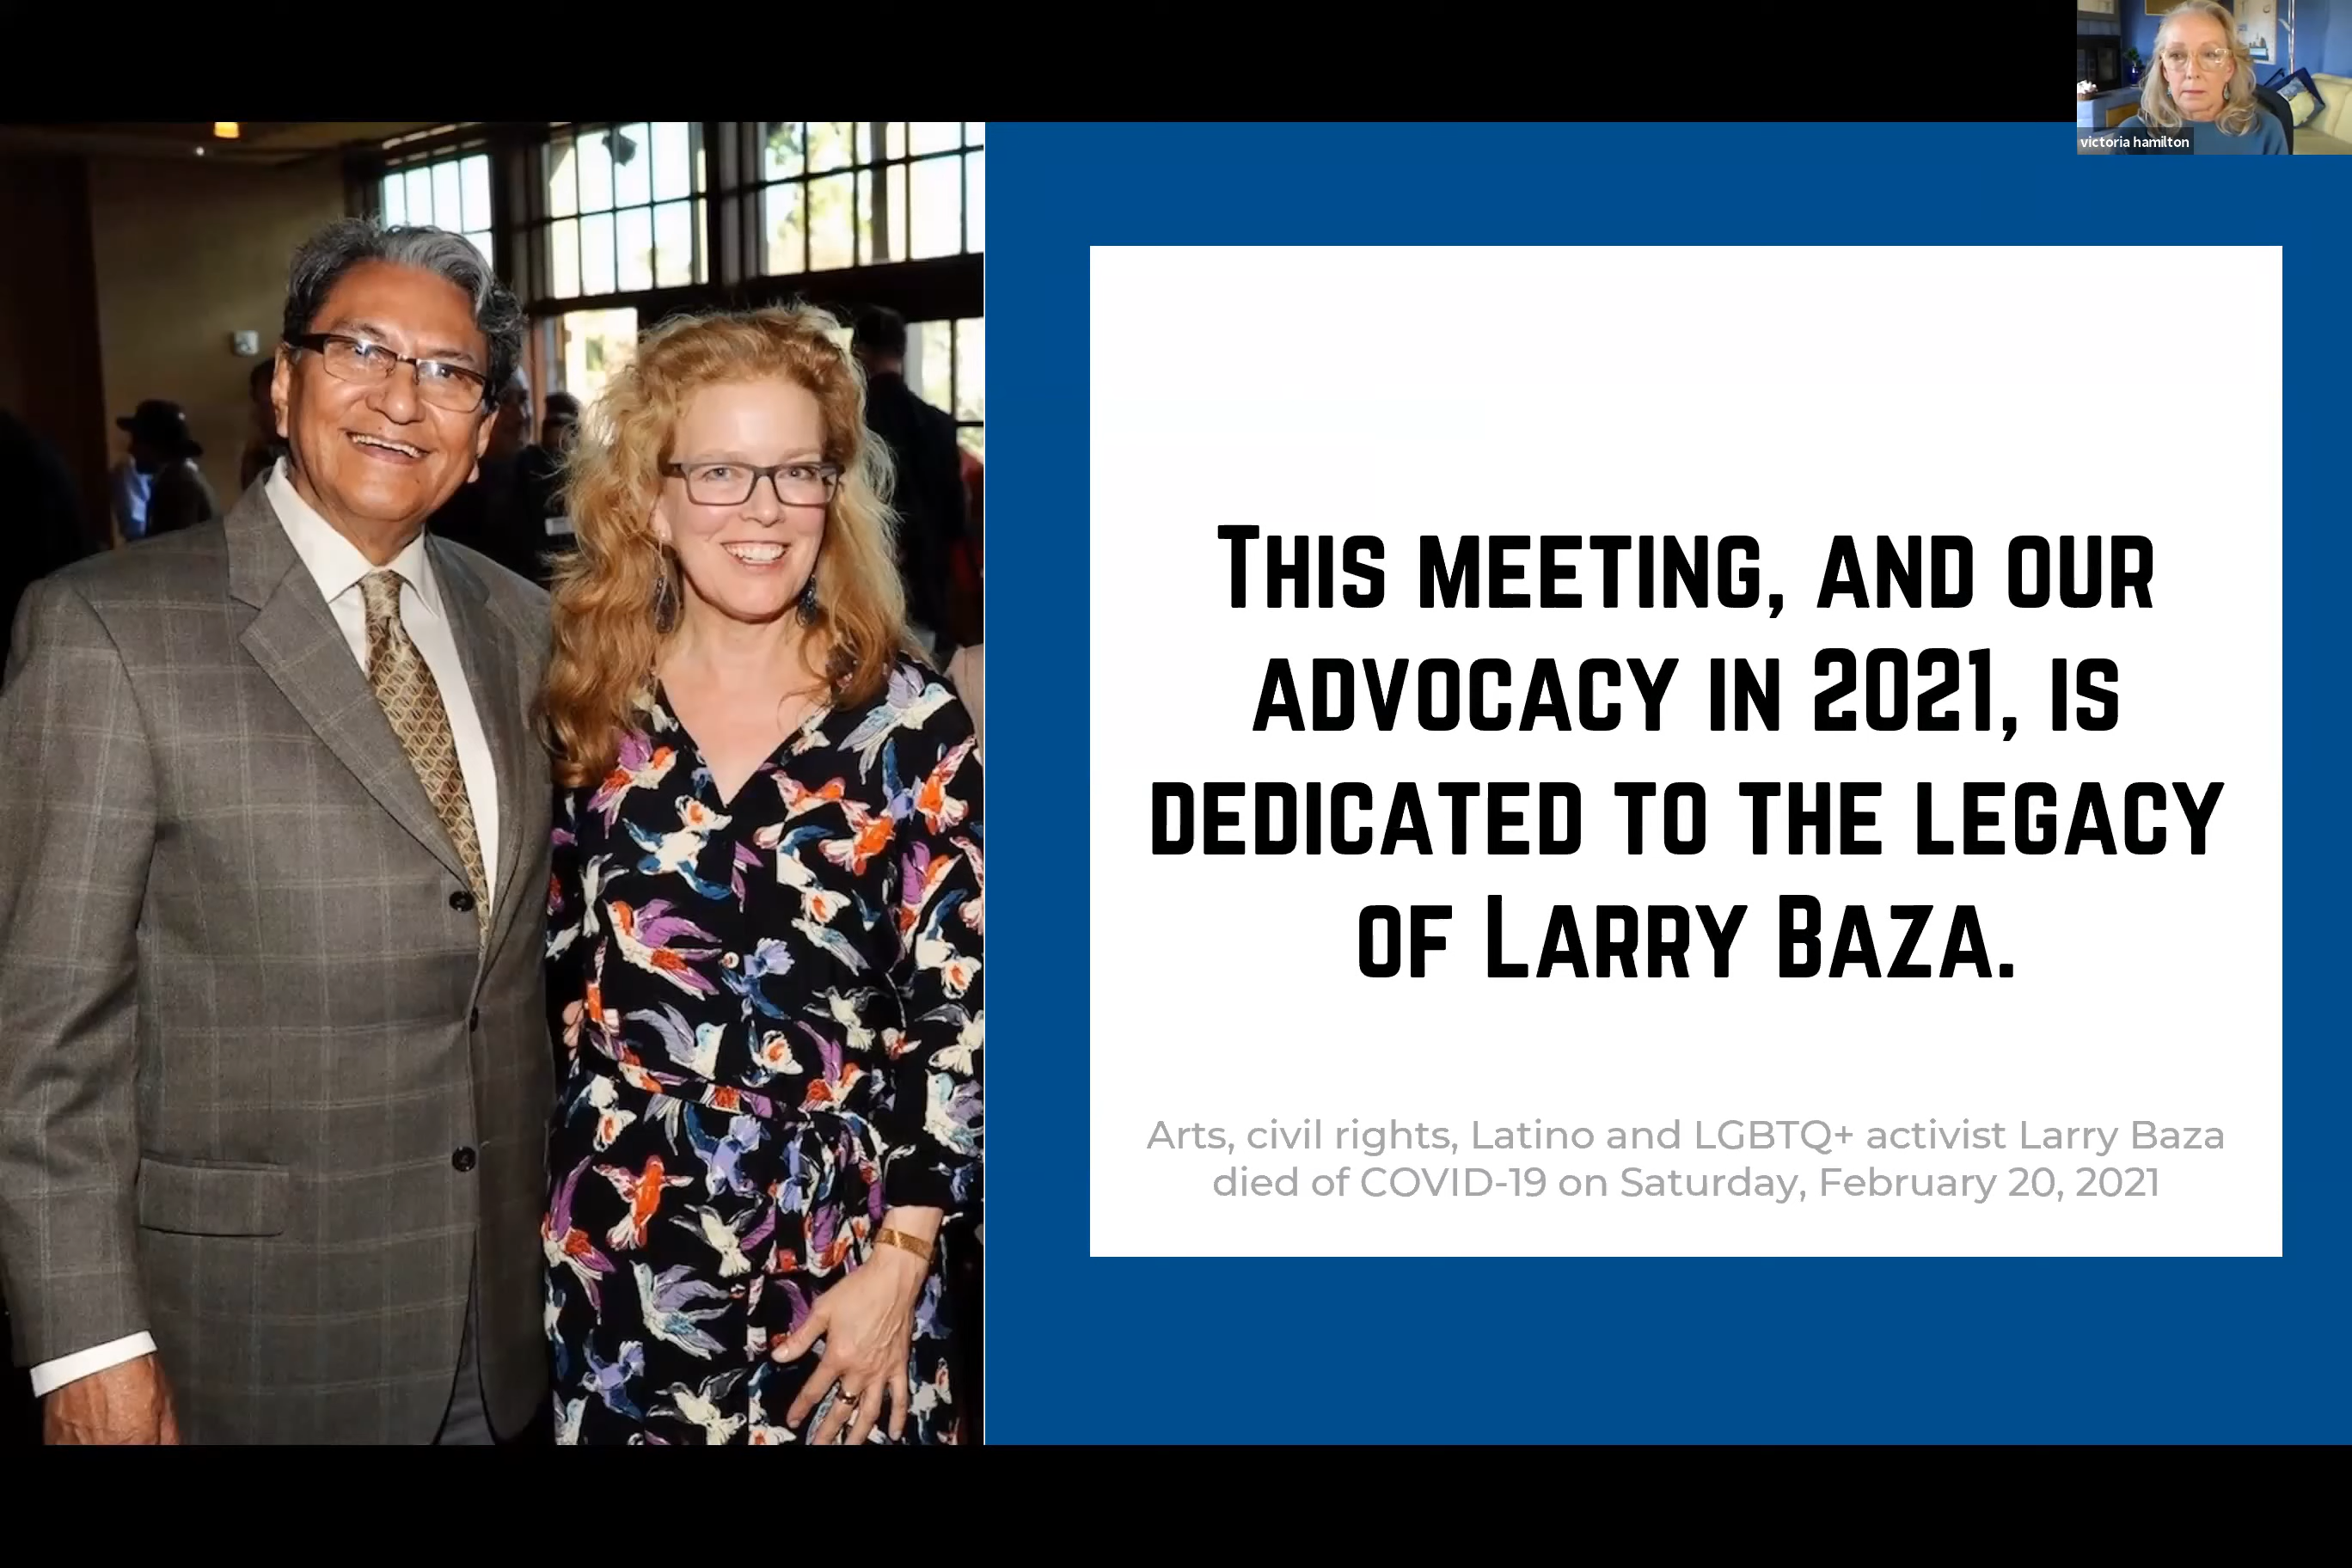 victoria hamilton
This meeting, and our
advocacy in 2021, is
dedicated to the legacy
of Larry Baza.
Arts, civil rights, Latino and LGBTQ+ activist Larry Baza
died of COVID-19 on Saturday, February 20, 2021